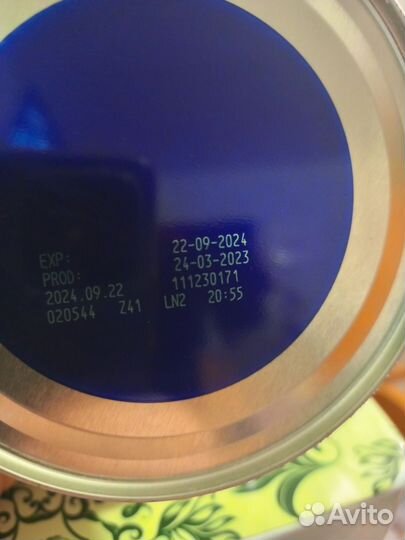 EXP: 22-09-2024
PROD: 24-03-2023
2024.09.22 111230171
020544 Z41 LN2 20:55
Avito